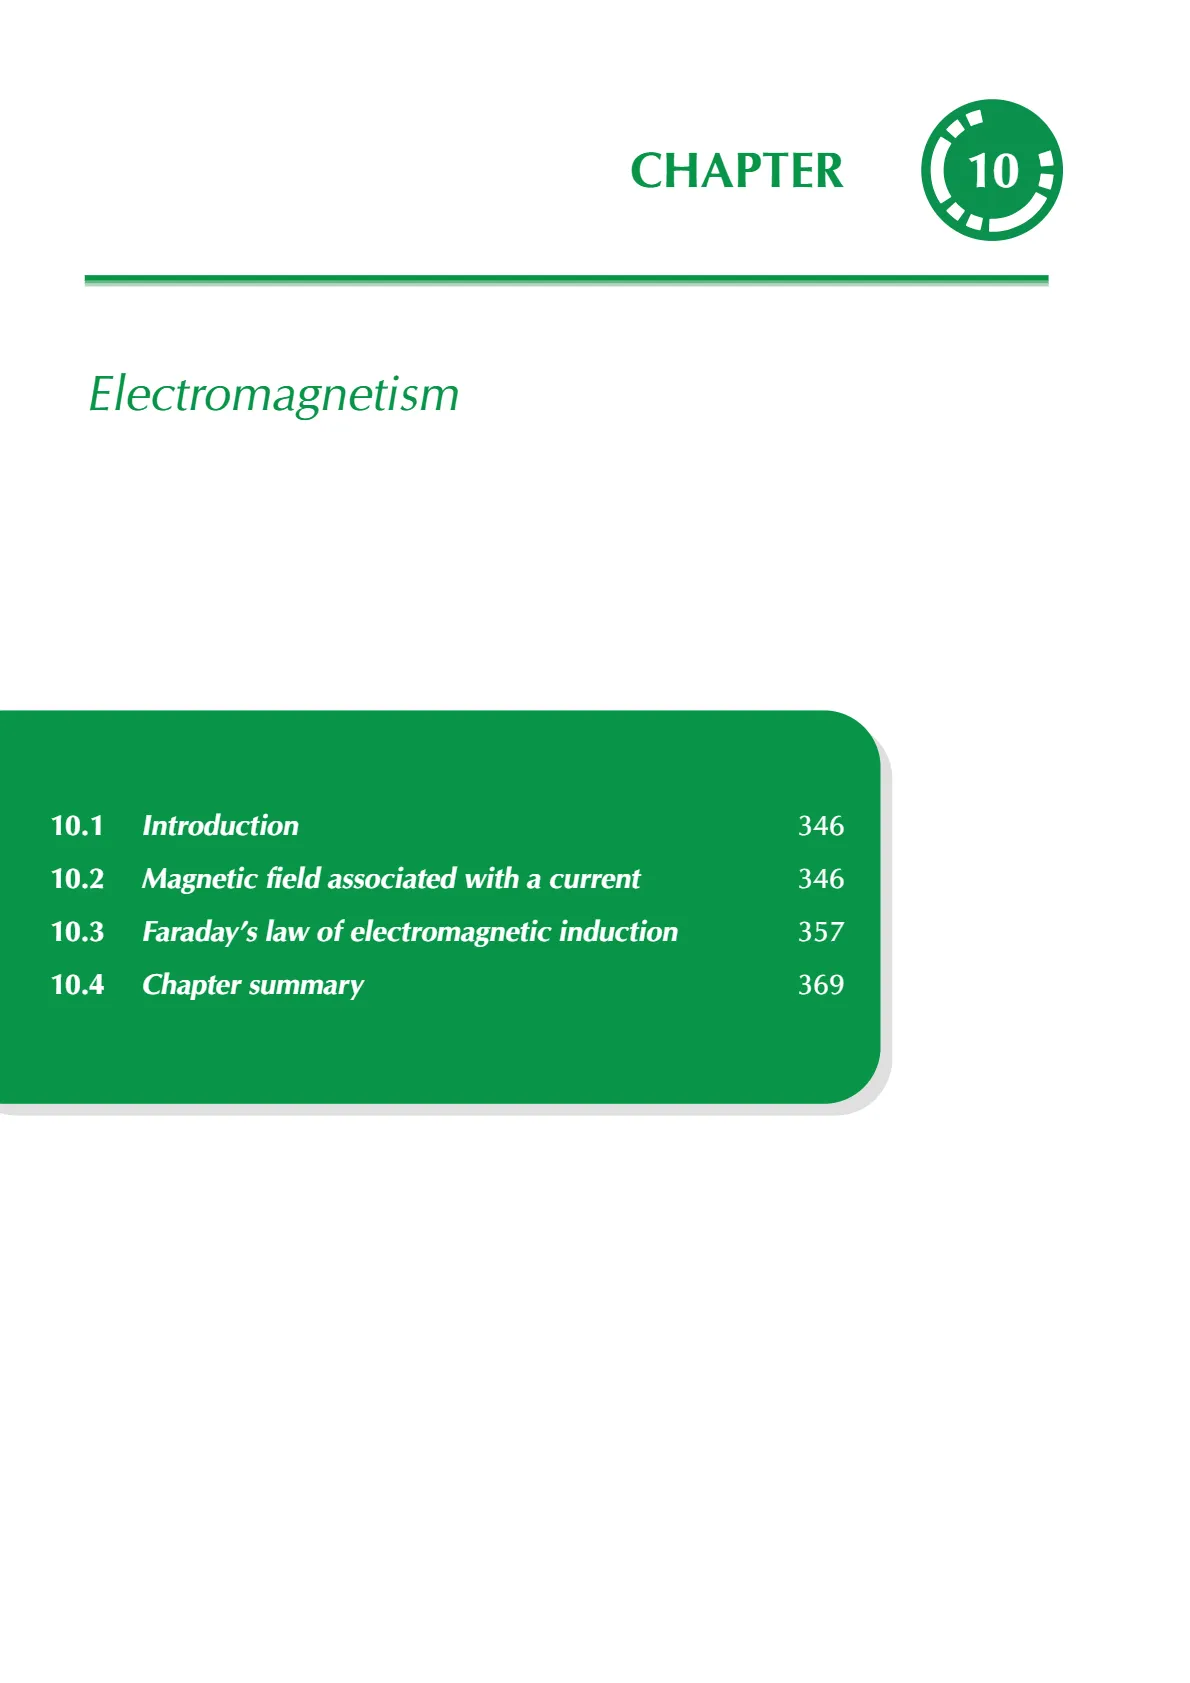 CHAPTER 10
Electromagnetism
10.1 Introduction 346
10.2 Magnetic field associated with a current 346
10.3 Faraday’s law of electromagnetic induction 357
10.4 Chapter summary 369